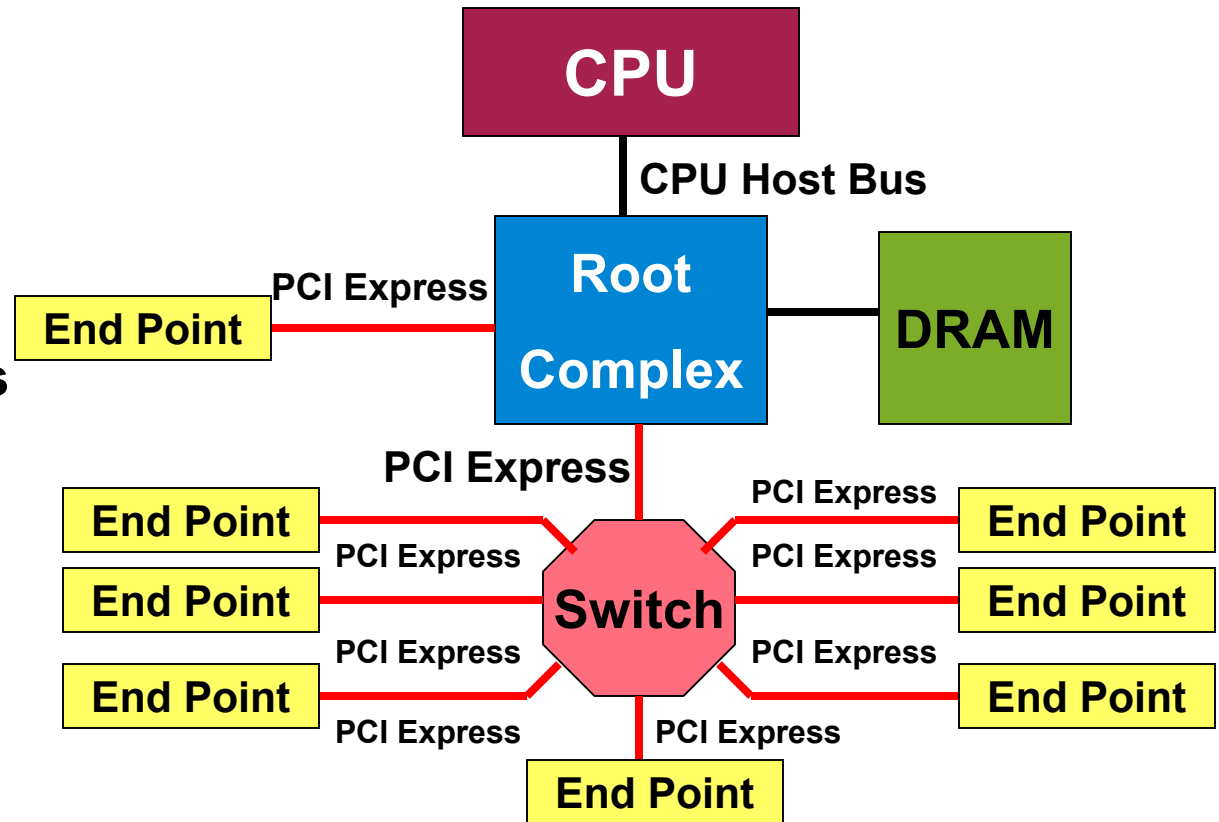 CPU
CPU Host Bus
Root
Complex
PCI Express
End Point
DRAM
s
PCI Express
End Point
PCI Express
End Point
PCI Express
PCI Express
End Point
Switch
End Point
PCI Express
PCI Express
End Point
End Point
PCI Express
PCI Express
End Point